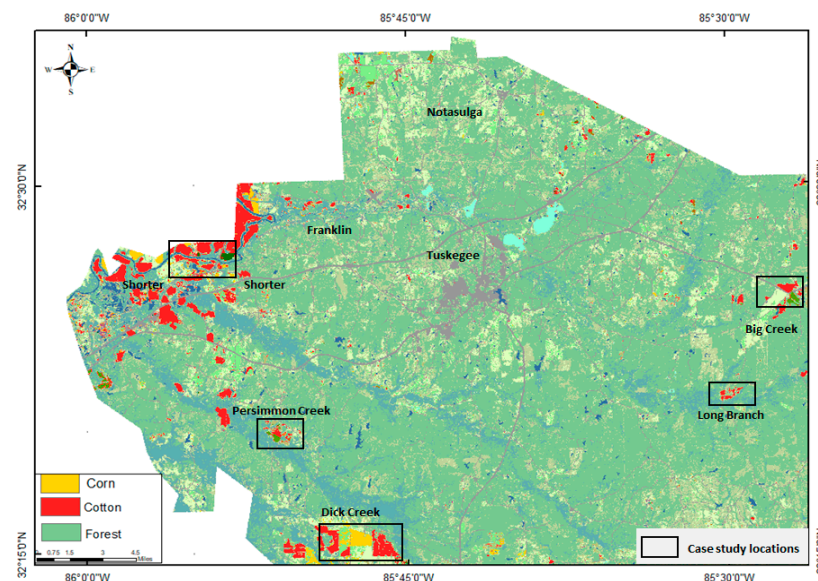 86°0'0"W 85°45'0"W 85°30'0"W
N
W E
S
Notasulga
32°30'0"N
Franklin
Tuskegee
Shorter Shorter
Big Creek
Long Branch
Persimmon Creek
Corn
Cotton
Forest
Dick Creek
0 0.75 1.5 3 4.5
Miles
Case study locations
32°15'0"N
86°0'0"W 85°45'0"W 85°30'0"W